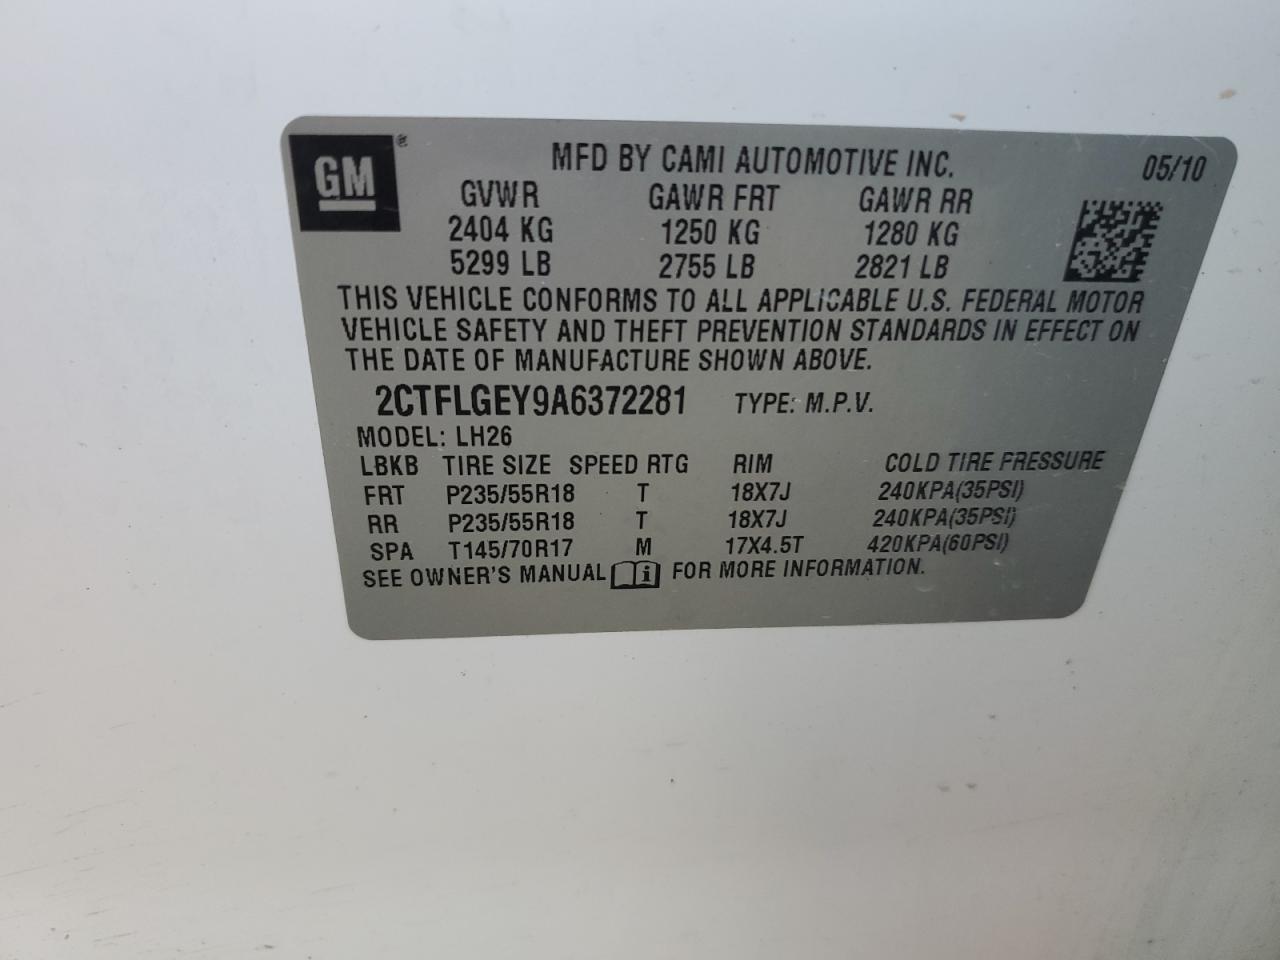 GM®
MFD BY CAMI AUTOMOTIVE INC. 05/10
GVWR GAWR FRT GAWR RR
2404 KG 1250 KG 1280 KG
5299 LB 2755 LB 2821 LB
THIS VEHICLE CONFORMS TO ALL APPLICABLE U.S. FEDERAL MOTOR
VEHICLE SAFETY AND THEFT PREVENTION STANDARDS IN EFFECT ON
THE DATE OF MANUFACTURE SHOWN ABOVE.
2CTFLGEY9A6372281 TYPE: M.P.V.
MODEL: LH26
LBKB TIRE SIZE SPEED RTG RIM COLD TIRE PRESSURE
FRT P235/55R18 T 18X7J 240KPA(35PSI)
RR P235/55R18 T 18X7J 240KPA(35PSI)
SPA T145/70R17 M 17X4.5T 420KPA(60PSI)
SEE OWNER'S MANUAL i FOR MORE INFORMATION.